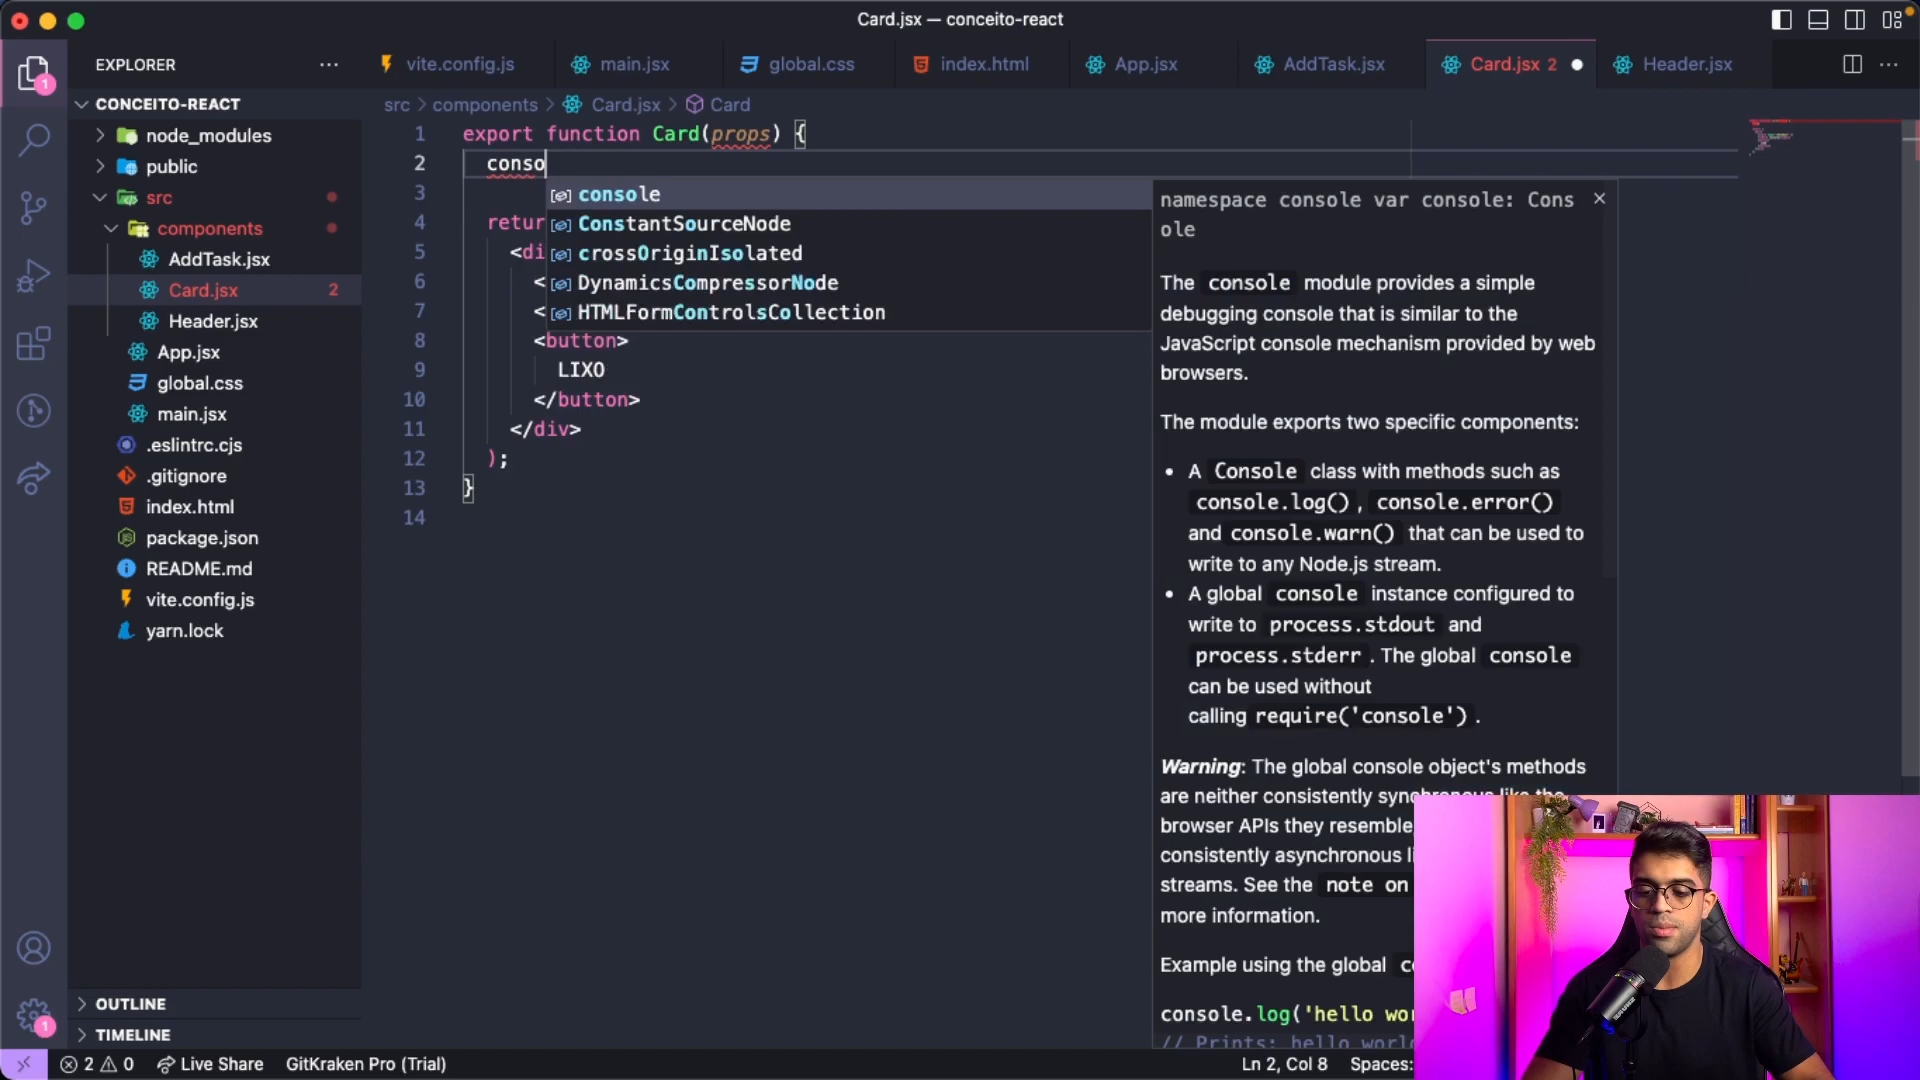 Card.jsx — conceito-react
EXPLORER
vite.config.js
main.jsx
global.css
index.html
App.jsx
AddTask.jsx
Card.jsx 2
Header.jsx
CONCEITO-REACT
node_modules
public
src
components
AddTask.jsx
Card.jsx 2
Header.jsx
App.jsx
global.css
main.jsx
.eslintrc.cjs
.gitignore
index.html
package.json
README.md
vite.config.js
yarn.lock
OUTLINE
TIMELINE
1
1
src > components > Card.jsx > Card
1 export function Card(props) {
2 conso
3
4 retur
5 <di
6 <
7 <
8 <button>
9 LIXO
10 </button>
11 </div>
12 );
13 }
14
console
ConstantSourceNode
crossOriginIsolated
DynamicsCompressorNode
HTMLFormControlsCollection
namespace console var console: Cons
ole
The console module provides a simple
debugging console that is similar to the
JavaScript console mechanism provided by web
browsers.
The module exports two specific components:
• A Console class with methods such as
console.log() , console.error()
and console.warn() that can be used to
write to any Node.js stream.
• A global console instance configured to
write to process.stdout and
process.stderr . The global console
can be used without
calling require('console') .
Warning: The global console object's methods
are neither consistently synchronous like the
browser APIs they resemble,
consistently asynchronous li
streams. See the note on
more information.
Example using the global co
console.log('hello wor
// Prints: hello world
2 0 Live Share GitKraken Pro (Trial)
Ln 2, Col 8 Spaces: